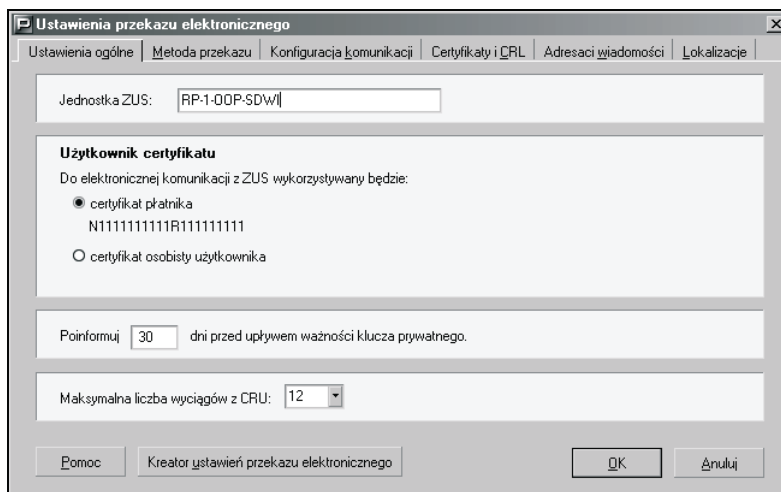 Ustawienia przekazu elektronicznego
Ustawienia ogólne Metoda przekazu Konfiguracja komunikacji Certyfikaty i CRL Adresaci wiadomości Lokalizacje
Jednostka ZUS: RP-1-OOP-SDWI
Użytkownik certyfikatu
Do elektronicznej komunikacji z ZUS wykorzystywany będzie:
certyfikat płatnika
N1111111111R111111111
certyfikat osobisty użytkownika
Poinformuj 30 dni przed upływem ważności klucza prywatnego.
Maksymalna liczba wyciągów z CRU: 12
Pomoc Kreator ustawień przekazu elektronicznego OK Anuluj